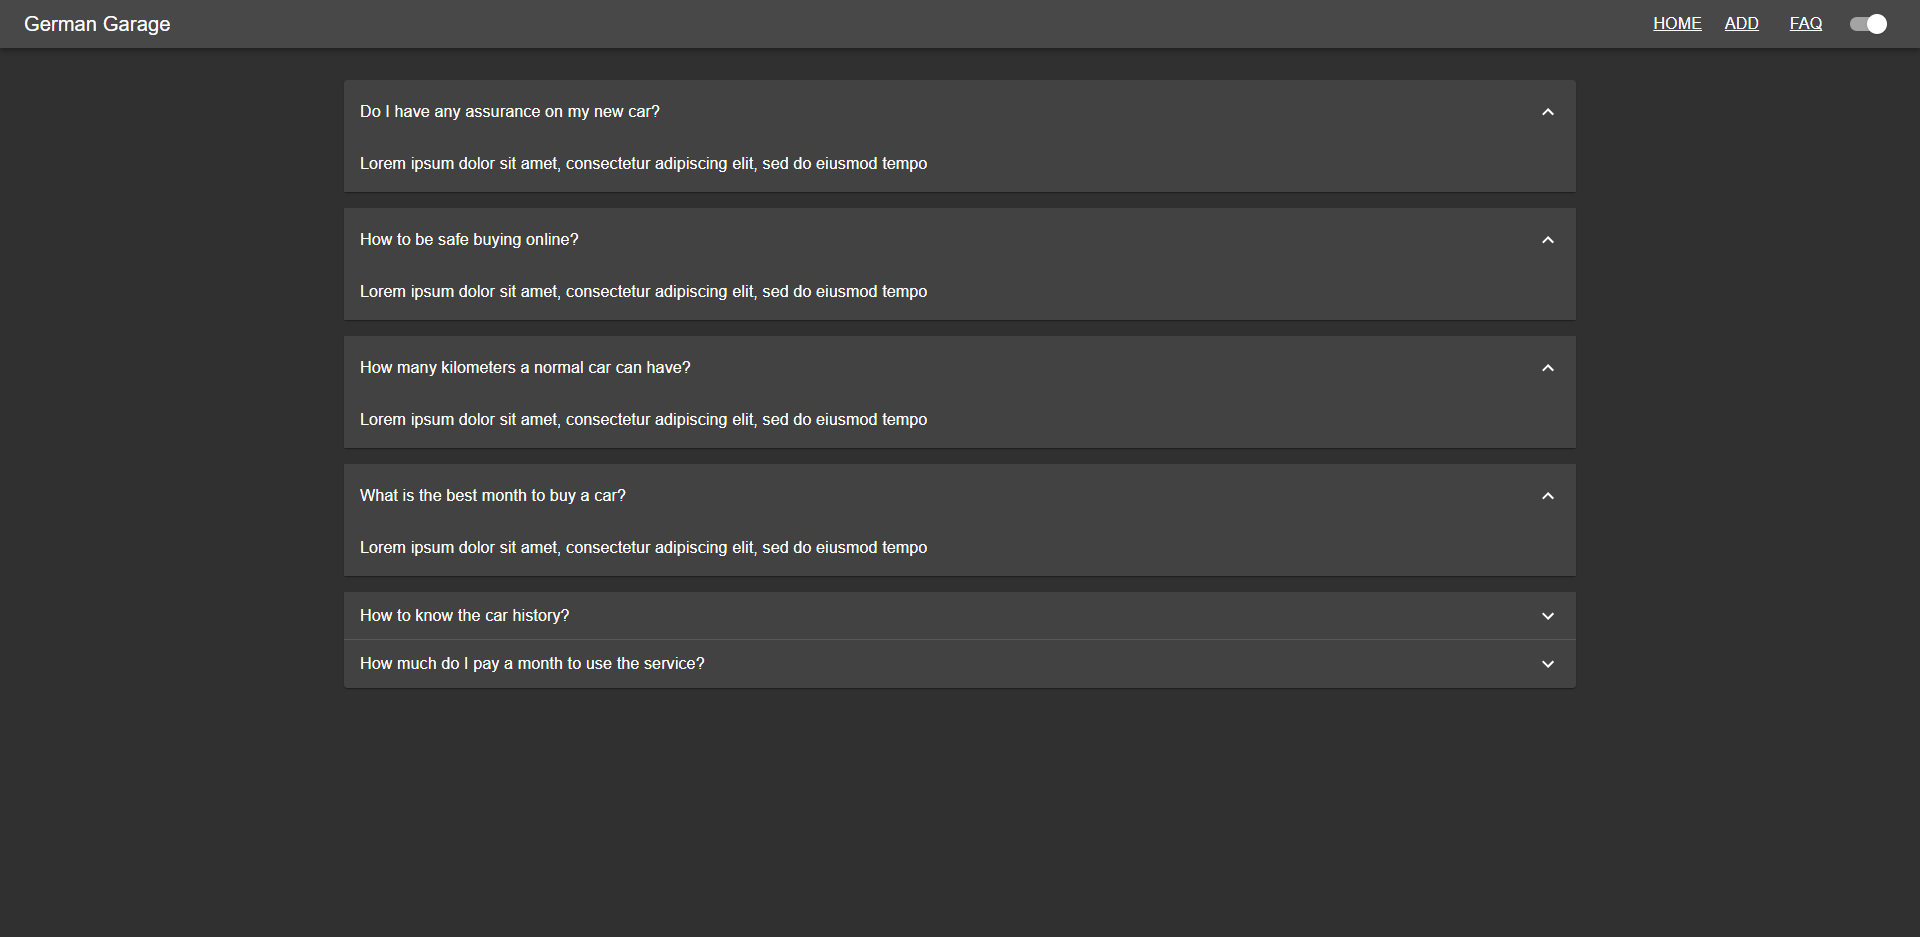 German Garage
HOME ADD FAQ
Do I have any assurance on my new car?
Lorem ipsum dolor sit amet, consectetur adipiscing elit, sed do eiusmod tempo
How to be safe buying online?
Lorem ipsum dolor sit amet, consectetur adipiscing elit, sed do eiusmod tempo
How many kilometers a normal car can have?
Lorem ipsum dolor sit amet, consectetur adipiscing elit, sed do eiusmod tempo
What is the best month to buy a car?
Lorem ipsum dolor sit amet, consectetur adipiscing elit, sed do eiusmod tempo
How to know the car history?
How much do I pay a month to use the service?